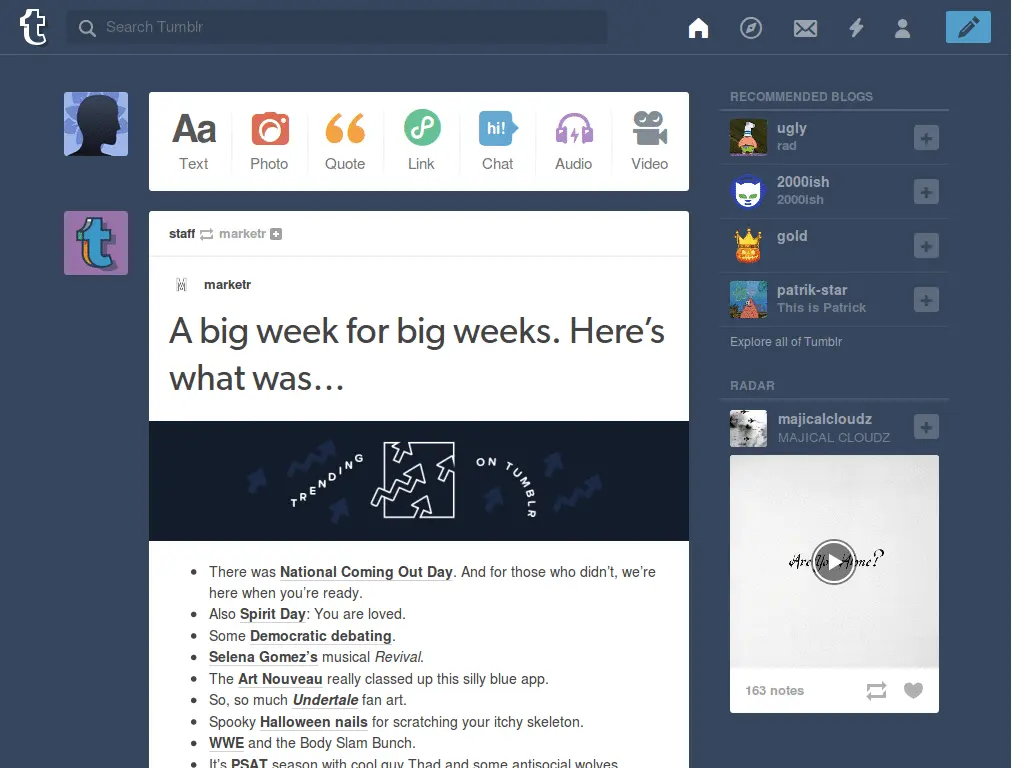 t
Search Tumblr
Aa
hi!
Text
Photo
Quote
Link
Chat
Audio
Video
staff marketr
marketr
A big week for big weeks. Here’s
what was…
TRENDING ON TUMBLR
There was National Coming Out Day. And for those who didn’t, we’re
here when you’re ready.
Also Spirit Day: You are loved.
Some Democratic debating.
Selena Gomez’s musical Revival.
The Art Nouveau really classed up this silly blue app.
So, so much Undertale fan art.
Spooky Halloween nails for scratching your itchy skeleton.
WWE and the Body Slam Bunch.
It’s PSAT season with cool guy Thad and some antisocial wolves.
RECOMMENDED BLOGS
ugly
rad
2000ish
2000ish
gold
patrik-star
This is Patrick
Explore all of Tumblr
RADAR
majicalcloudz
MAJICAL CLOUDZ
Are You
163 notes